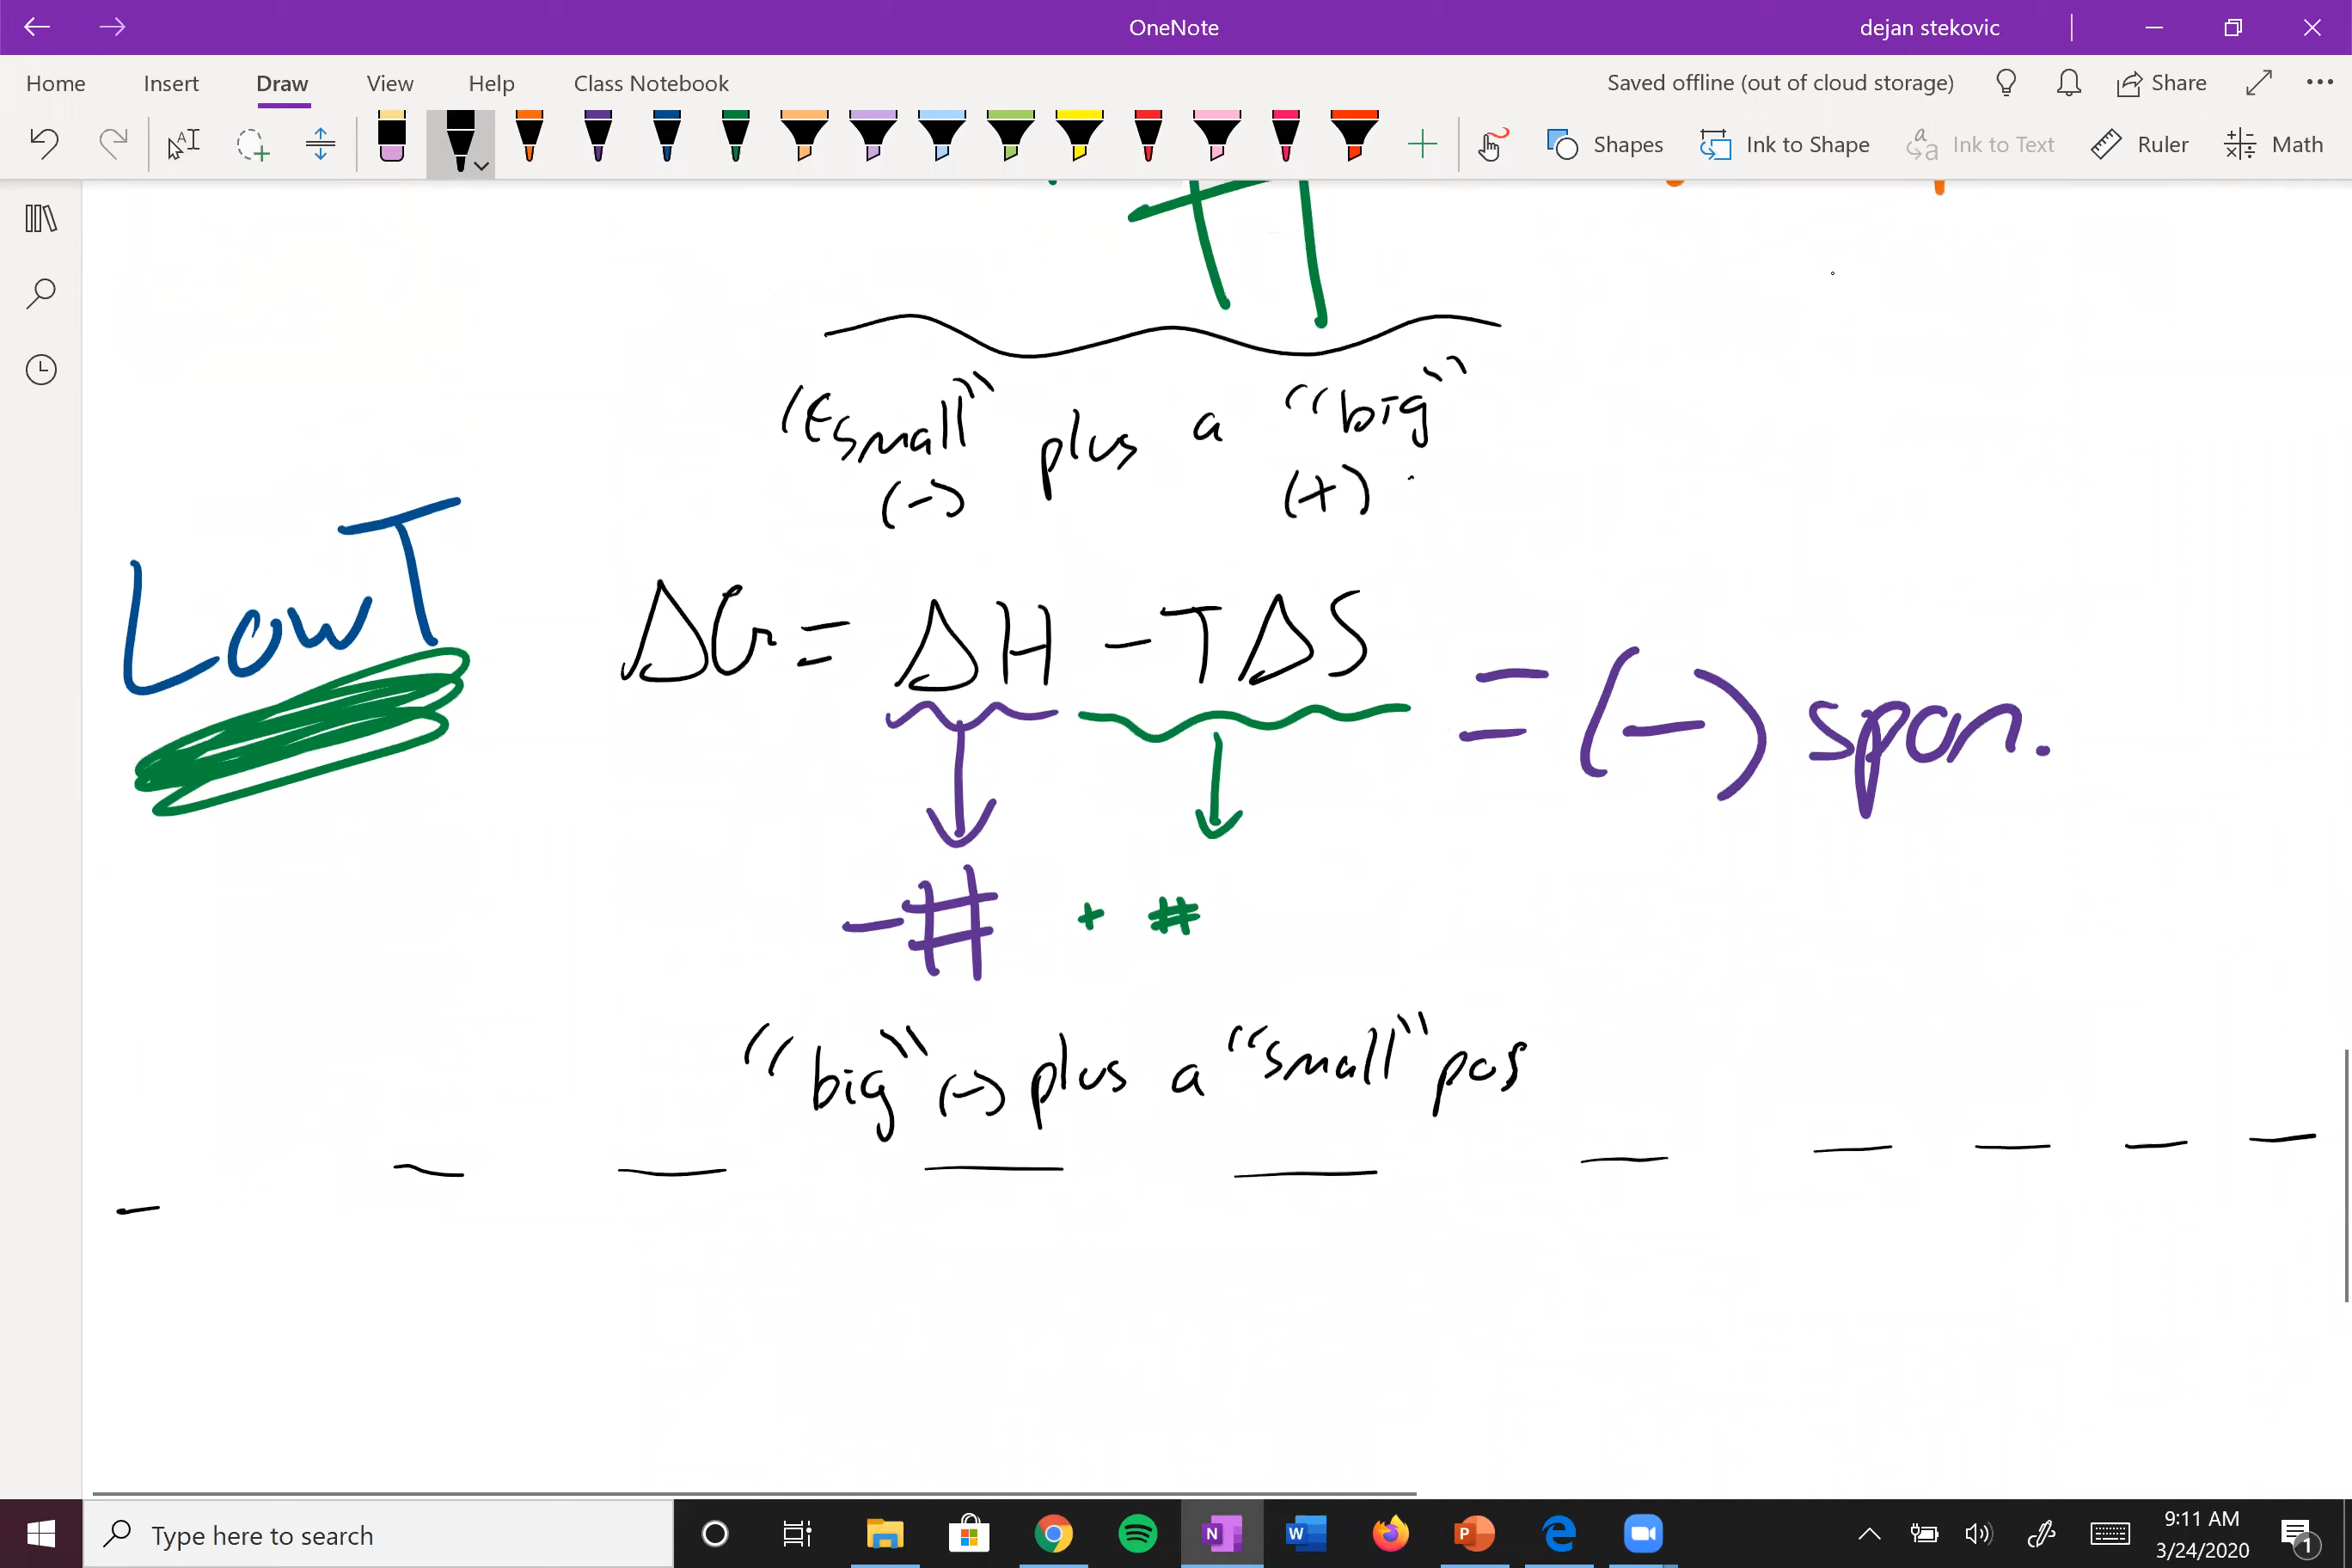 OneNote
dejan stekovic
Home Insert Draw View Help Class Notebook
Saved offline (out of cloud storage) Share
Shapes Ink to Shape Ink to Text Ruler Math
“small” plus a “big”
(-) (+)
Low T
ΔG = ΔH - TΔS = (-) spon.
-# + #
“big” (-) plus a “small” pos
Type here to search
9:11 AM
3/24/2020
1